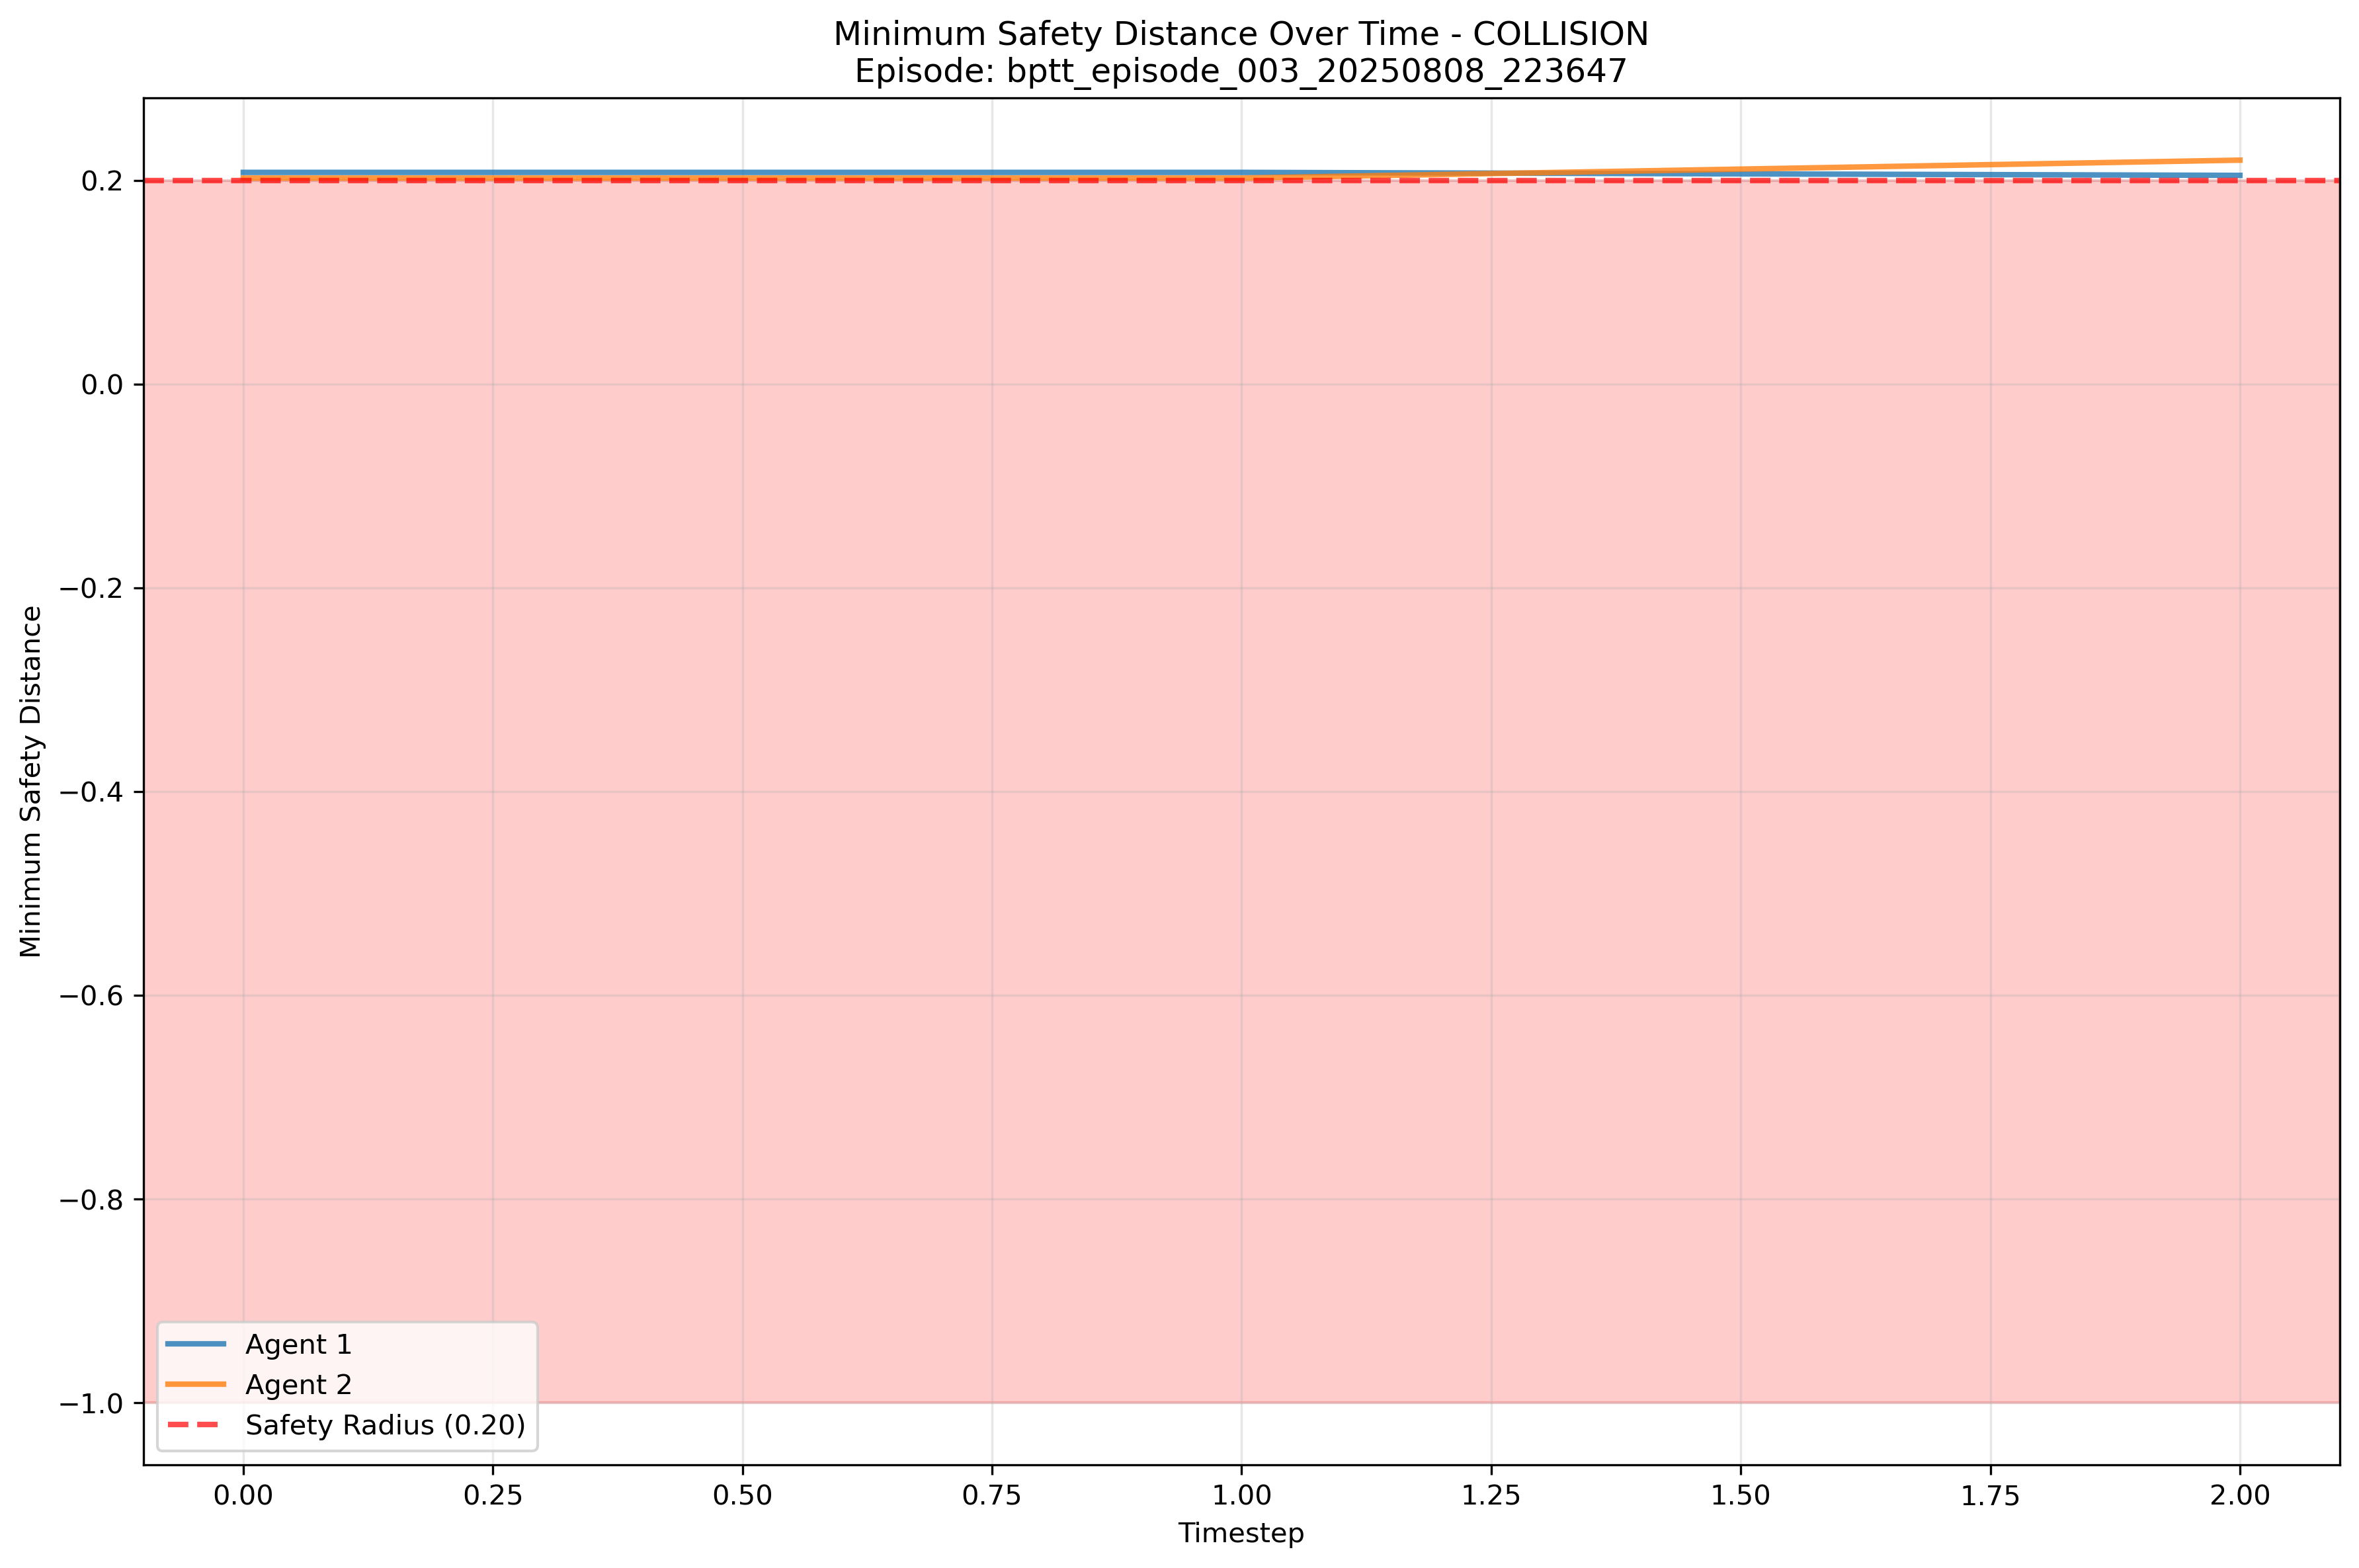 Minimum Safety Distance Over Time - COLLISION
Episode: bptt_episode_003_20250808_223647
Minimum Safety Distance
0.2
0.0
−0.2
−0.4
−0.6
−0.8
−1.0
Agent 1
Agent 2
Safety Radius (0.20)
0.00 0.25 0.50 0.75 1.00 1.25 1.50 1.75 2.00
Timestep